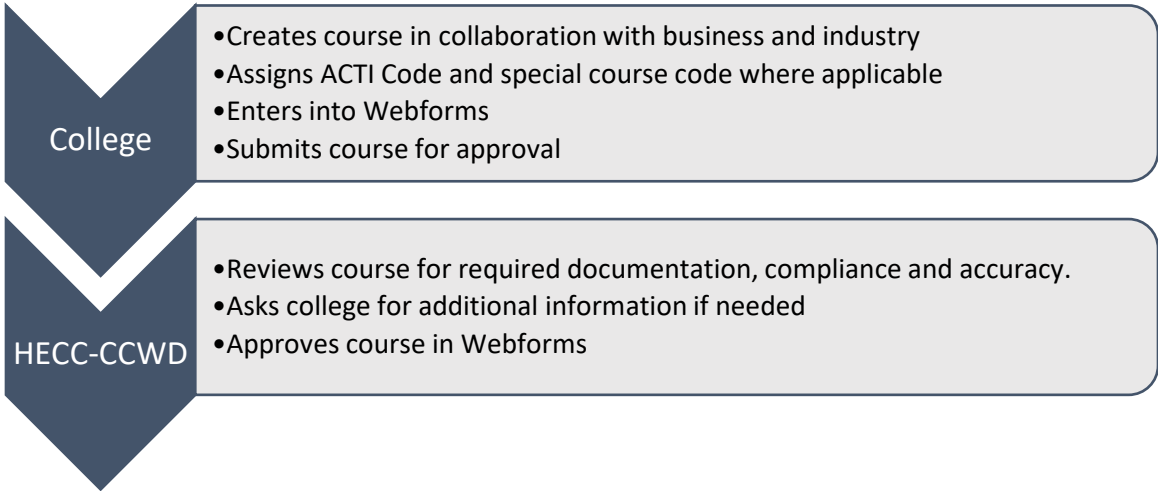 College
•Creates course in collaboration with business and industry
•Assigns ACTI Code and special course code where applicable
•Enters into Webforms
•Submits course for approval
HECC-CCWD
•Reviews course for required documentation, compliance and accuracy.
•Asks college for additional information if needed
•Approves course in Webforms